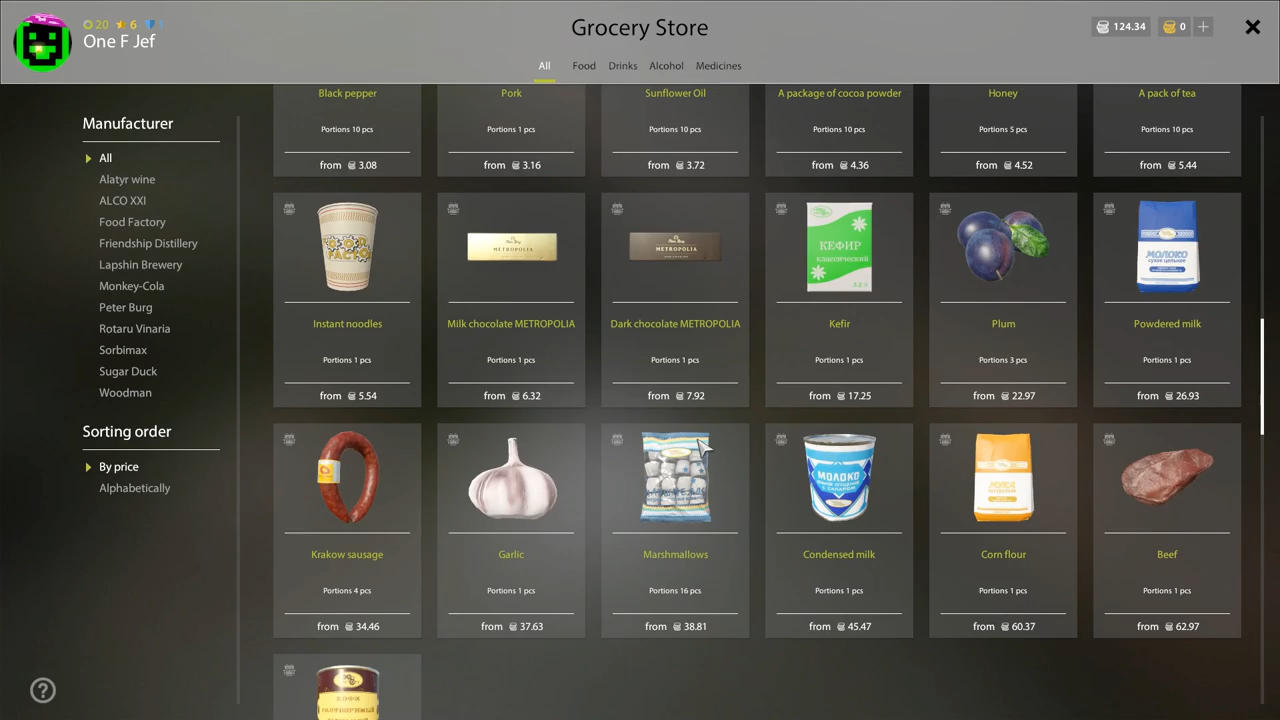 20 6 1
One F Jef
Grocery Store
124.34
0
All Food Drinks Alcohol Medicines
Manufacturer
All
Alatyr wine
ALCO XXI
Food Factory
Friendship Distillery
Lapshin Brewery
Monkey-Cola
Peter Burg
Rotaru Vinaria
Sorbimax
Sugar Duck
Woodman
Sorting order
By price
Alphabetically
Black pepper
Portions 10 pcs
from 3.08
Pork
Portions 1 pcs
from 3.16
Sunflower Oil
Portions 10 pcs
from 3.72
A package of cocoa powder
Portions 10 pcs
from 4.36
Honey
Portions 5 pcs
from 4.52
A pack of tea
Portions 10 pcs
from 5.44
Instant noodles
Portions 1 pcs
from 5.54
METROPOLIA
Milk chocolate METROPOLIA
Portions 1 pcs
from 6.32
METROPOLIA
Dark chocolate METROPOLIA
Portions 1 pcs
from 7.92
КЕФИР
классический
3.2
Kefir
Portions 1 pcs
from 17.25
Plum
Portions 3 pcs
from 22.97
МОЛОКО
сухое цельное
Powdered milk
Portions 1 pcs
from 26.93
Krakow sausage
Portions 4 pcs
from 34.46
Garlic
Portions 1 pcs
from 37.63
Marshmallows
Portions 16 pcs
from 38.81
МОЛОКО
Condensed milk
Portions 1 pcs
from 45.47
Corn flour
Portions 1 pcs
from 60.37
Beef
Portions 1 pcs
from 62.97
КОФЕ
РАСТВОРИМЫЙ
?